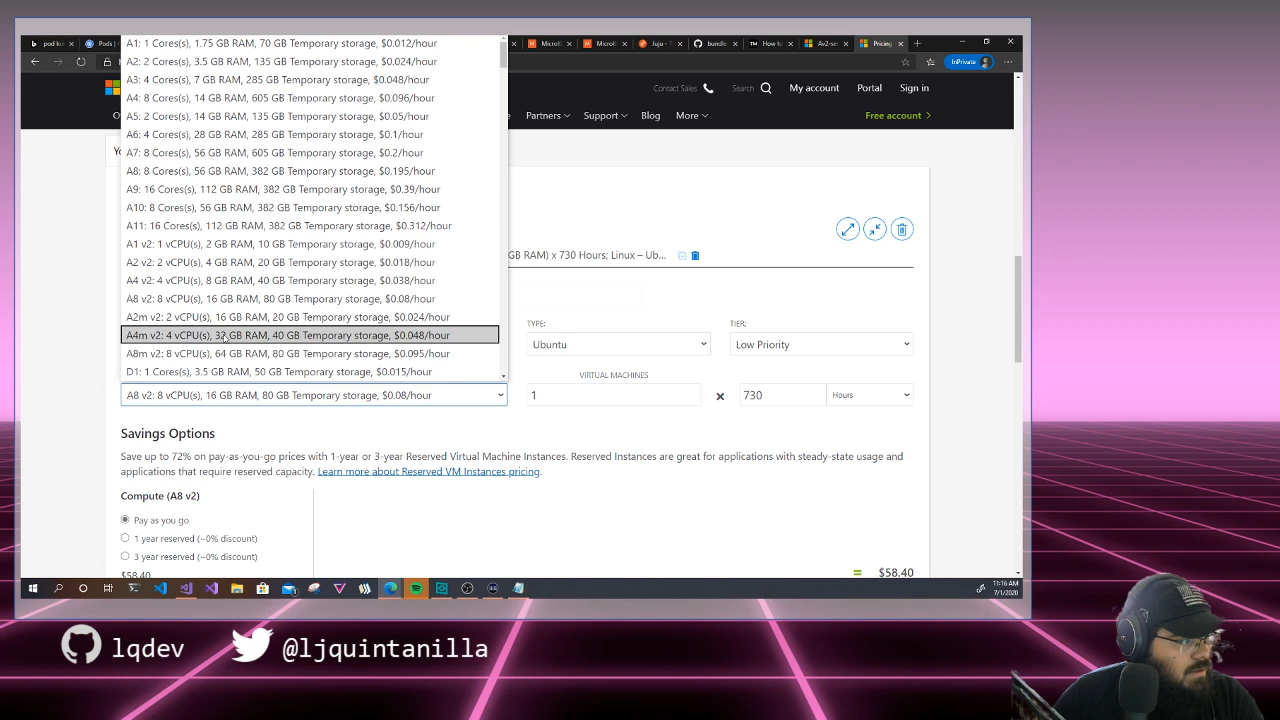 pod ku
Pods |
Microf
Microf
Juju - T
bundle
How to
Av2-se
Pricing
InPrivate
Contact Sales
Search
My account
Portal
Sign in
Partners
Support
Blog
More
Free account
A1: 1 Cores(s), 1.75 GB RAM, 70 GB Temporary storage, $0.012/hour
A2: 2 Cores(s), 3.5 GB RAM, 135 GB Temporary storage, $0.024/hour
A3: 4 Cores(s), 7 GB RAM, 285 GB Temporary storage, $0.048/hour
A4: 8 Cores(s), 14 GB RAM, 605 GB Temporary storage, $0.096/hour
A5: 2 Cores(s), 14 GB RAM, 135 GB Temporary storage, $0.05/hour
A6: 4 Cores(s), 28 GB RAM, 285 GB Temporary storage, $0.1/hour
A7: 8 Cores(s), 56 GB RAM, 605 GB Temporary storage, $0.2/hour
A8: 8 Cores(s), 56 GB RAM, 382 GB Temporary storage, $0.195/hour
A9: 16 Cores(s), 112 GB RAM, 382 GB Temporary storage, $0.39/hour
A10: 8 Cores(s), 56 GB RAM, 382 GB Temporary storage, $0.156/hour
A11: 16 Cores(s), 112 GB RAM, 382 GB Temporary storage, $0.312/hour
A1 v2: 1 vCPU(s), 2 GB RAM, 10 GB Temporary storage, $0.009/hour
A2 v2: 2 vCPU(s), 4 GB RAM, 20 GB Temporary storage, $0.018/hour
A4 v2: 4 vCPU(s), 8 GB RAM, 40 GB Temporary storage, $0.038/hour
A8 v2: 8 vCPU(s), 16 GB RAM, 80 GB Temporary storage, $0.08/hour
A2m v2: 2 vCPU(s), 16 GB RAM, 20 GB Temporary storage, $0.024/hour
A4m v2: 4 vCPU(s), 32 GB RAM, 40 GB Temporary storage, $0.048/hour
A8m v2: 8 vCPU(s), 64 GB RAM, 80 GB Temporary storage, $0.095/hour
D1: 1 Cores(s), 3.5 GB RAM, 50 GB Temporary storage, $0.015/hour
GB RAM) x 730 Hours; Linux – Ub...
TYPE:
TIER:
Ubuntu
Low Priority
VIRTUAL MACHINES
A8 v2: 8 vCPU(s), 16 GB RAM, 80 GB Temporary storage, $0.08/hour
1
×
730
Hours
Savings Options
Save up to 72% on pay-as-you-go prices with 1-year or 3-year Reserved Virtual Machine Instances. Reserved Instances are great for applications with steady-state usage and
applications that require reserved capacity. Learn more about Reserved VM Instances pricing.
Compute (A8 v2)
Pay as you go
1 year reserved (~0% discount)
3 year reserved (~0% discount)
$58.40
= $58.40
11:16 AM
7/1/2020
lqdev
@ljquintanilla